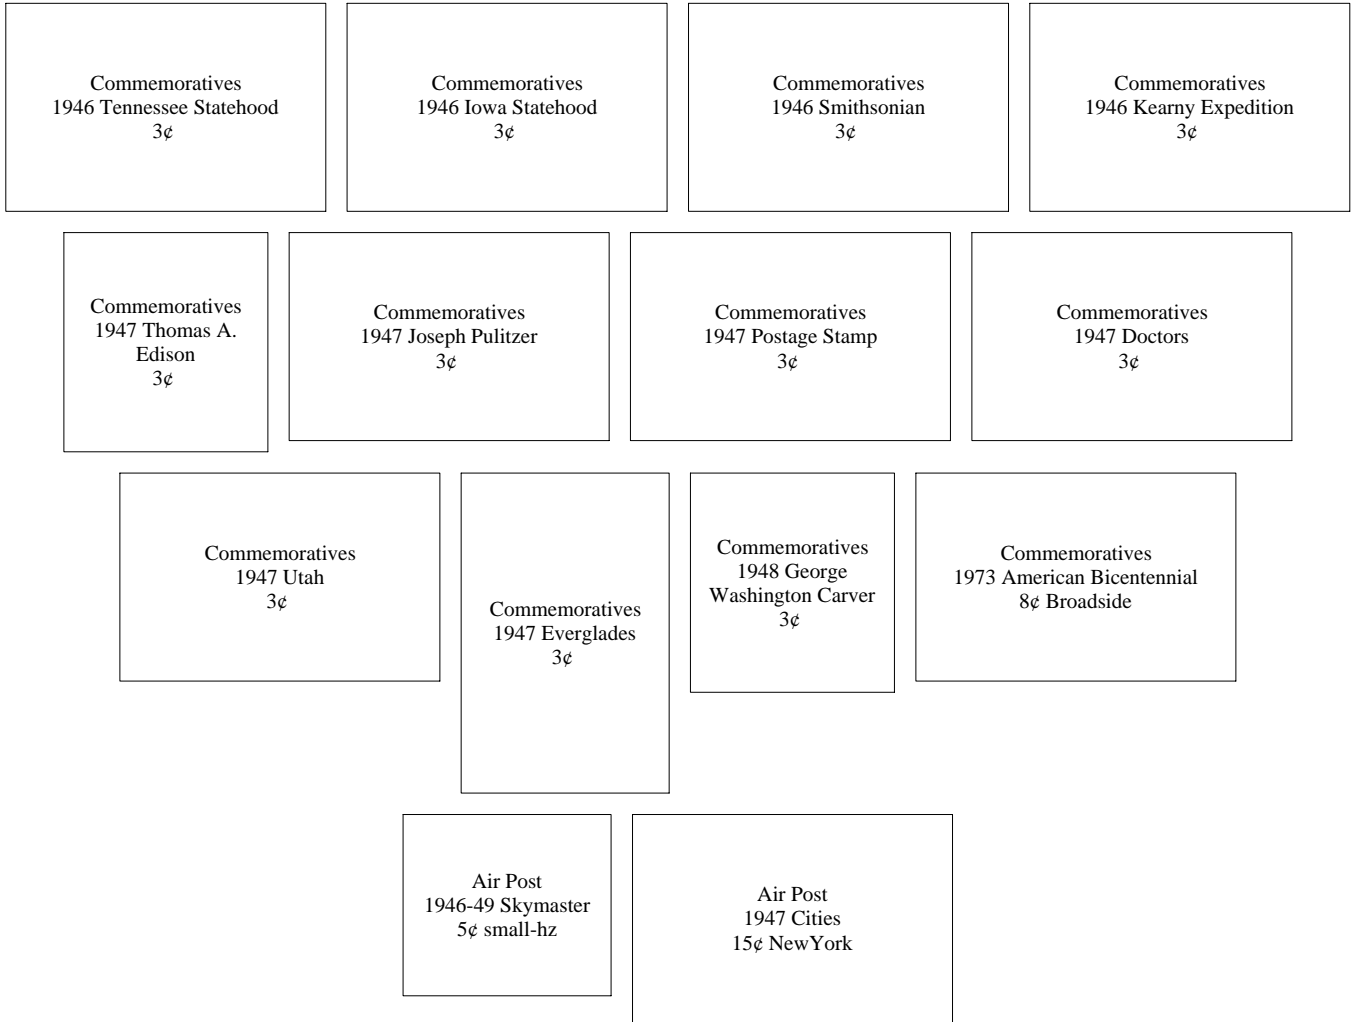 Commemoratives
1946 Tennessee Statehood
3¢
Commemoratives
1946 Iowa Statehood
3¢
Commemoratives
1946 Smithsonian
3¢
Commemoratives
1946 Kearny Expedition
3¢
Commemoratives
1947 Thomas A.
Edison
3¢
Commemoratives
1947 Joseph Pulitzer
3¢
Commemoratives
1947 Postage Stamp
3¢
Commemoratives
1947 Doctors
3¢
Commemoratives
1947 Utah
3¢
Commemoratives
1947 Everglades
3¢
Commemoratives
1948 George
Washington Carver
3¢
Commemoratives
1973 American Bicentennial
8¢ Broadside
Air Post
1946-49 Skymaster
5¢ small-hz
Air Post
1947 Cities
15¢ NewYork